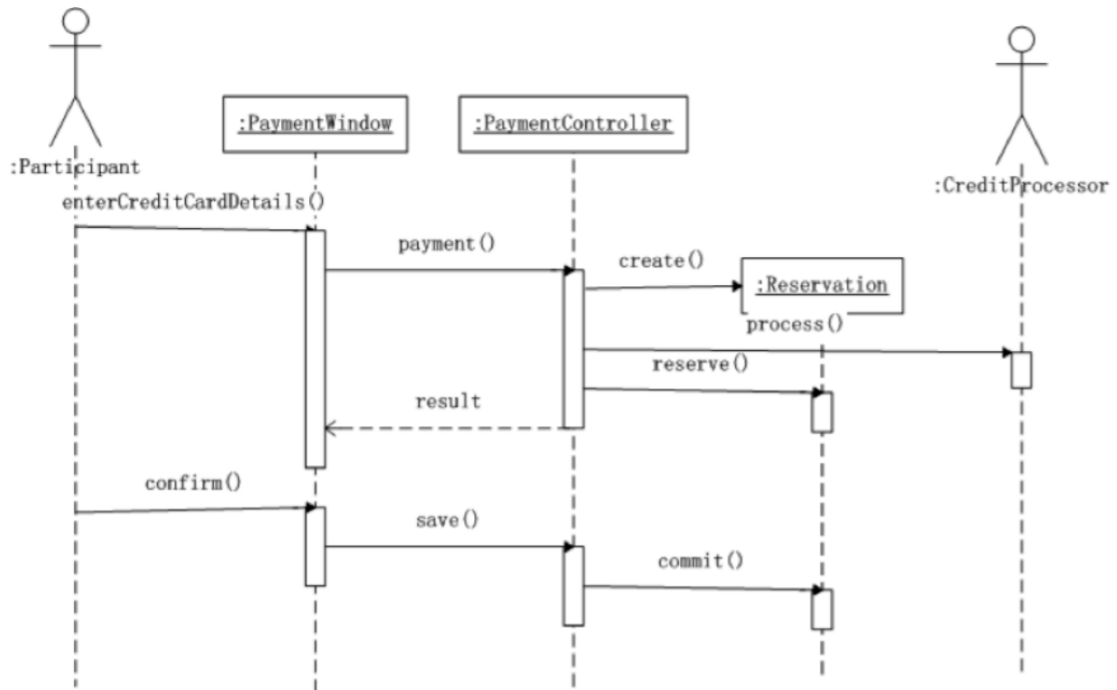 :Participant
:PaymentWindow
:PaymentController
:CreditProcessor
enterCreditCardDetails()
payment()
create()
:Reservation
process()
reserve()
result
confirm()
save()
commit()